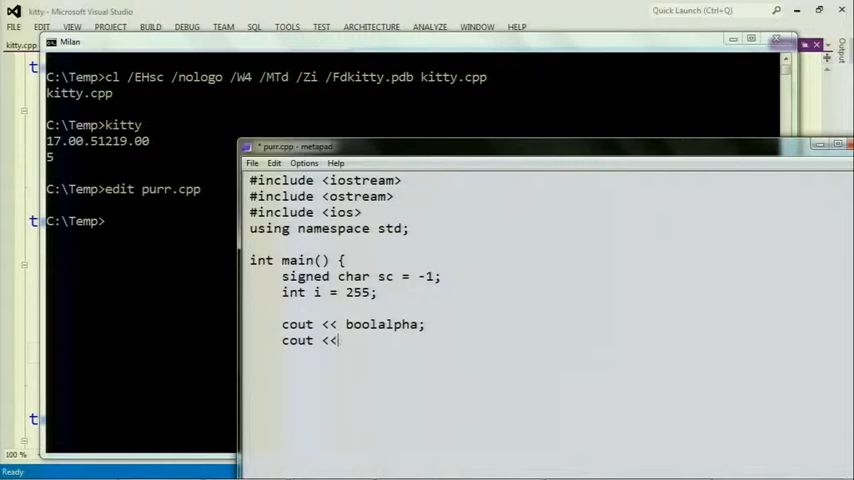 kitty - Microsoft Visual Studio
Quick Launch (Ctrl+Q)
FILE EDIT VIEW PROJECT BUILD DEBUG TEAM SQL TOOLS TEST ARCHITECTURE ANALYZE WINDOW HELP
kitty.cpp
Milan
C:\Temp>cl /EHsc /nologo /W4 /MTd /Zi /Fdkitty.pdb kitty.cpp
kitty.cpp
C:\Temp>kitty
17.00.51219.00
5
C:\Temp>edit purr.cpp
C:\Temp>
* purr.cpp - metapad
File Edit Options Help
#include <iostream>
#include <ostream>
#include <ios>
using namespace std;
int main() {
signed char sc = -1;
int i = 255;
cout << boolalpha;
cout <<
t
t
t
t
100 %
Ready
Output